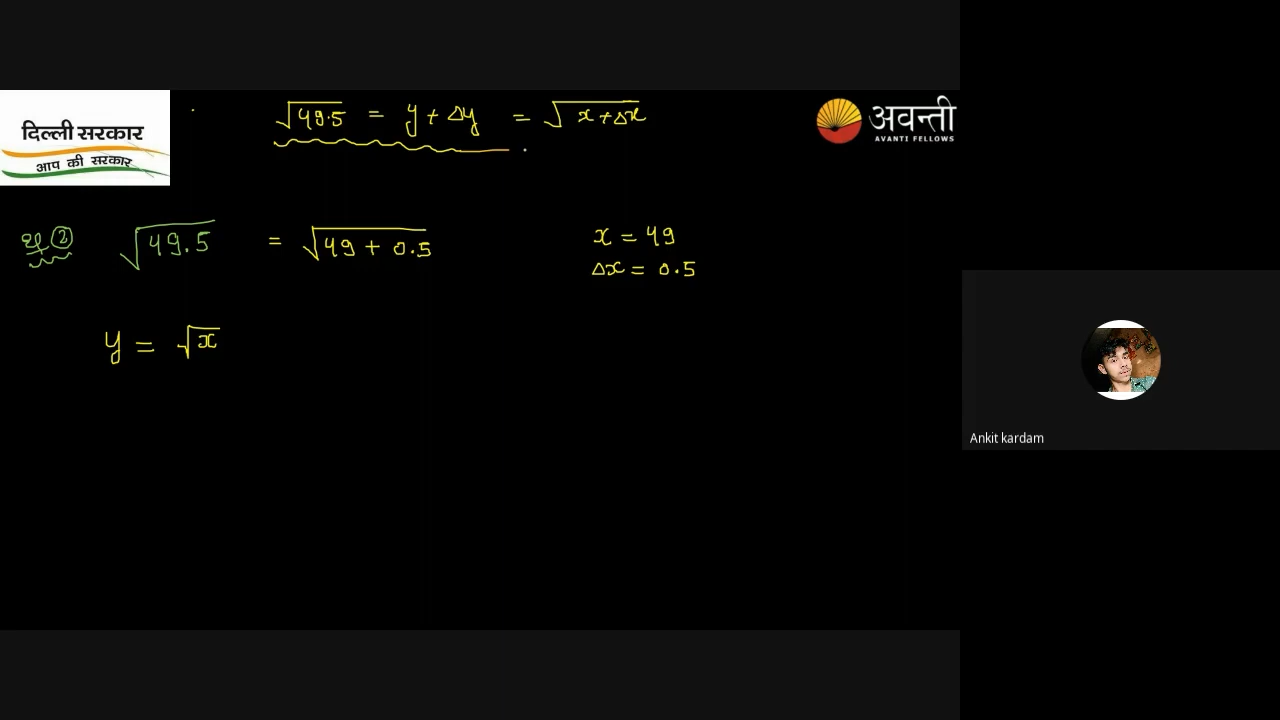 √49.5 = y + Δy = √x+Δx
दिल्ली सरकार
आप की सरकार
अवन्ती
AVANTI FELLOWS
② √49.5 = √49 + 0.5
x = 49
Δx = 0.5
y = √x
Ankit kardam